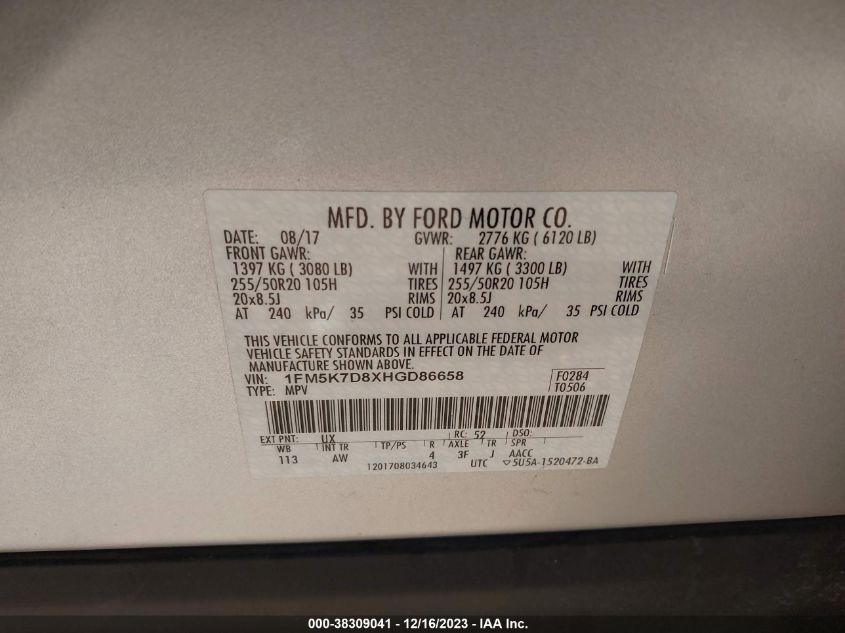 MFD. BY FORD MOTOR CO.
DATE: 08/17 GVWR: 2776 KG ( 6120 LB)
FRONT GAWR: REAR GAWR:
1397 KG ( 3080 LB) WITH 1497 KG ( 3300 LB) WITH
255/50R20 105H TIRES 255/50R20 105H TIRES
20x8.5J RIMS 20x8.5J RIMS
AT 240 kPa/ 35 PSI COLD AT 240 kPa/ 35 PSI COLD
THIS VEHICLE CONFORMS TO ALL APPLICABLE FEDERAL MOTOR
VEHICLE SAFETY STANDARDS IN EFFECT ON THE DATE OF
MANUFACTURE SHOWN ABOVE.
VIN: 1FM5K7D8XHGD86658 F0284
TYPE: MPV T0506
EXT PNT: UX RC: 52 DSO:
WB INT TR TP/PS R AXLE TR SPR
113 AW 4 3F J AACC
1201708034643 UTC ▽5U5A-1520472-BA
000-38309041 - 12/16/2023 - IAA Inc.